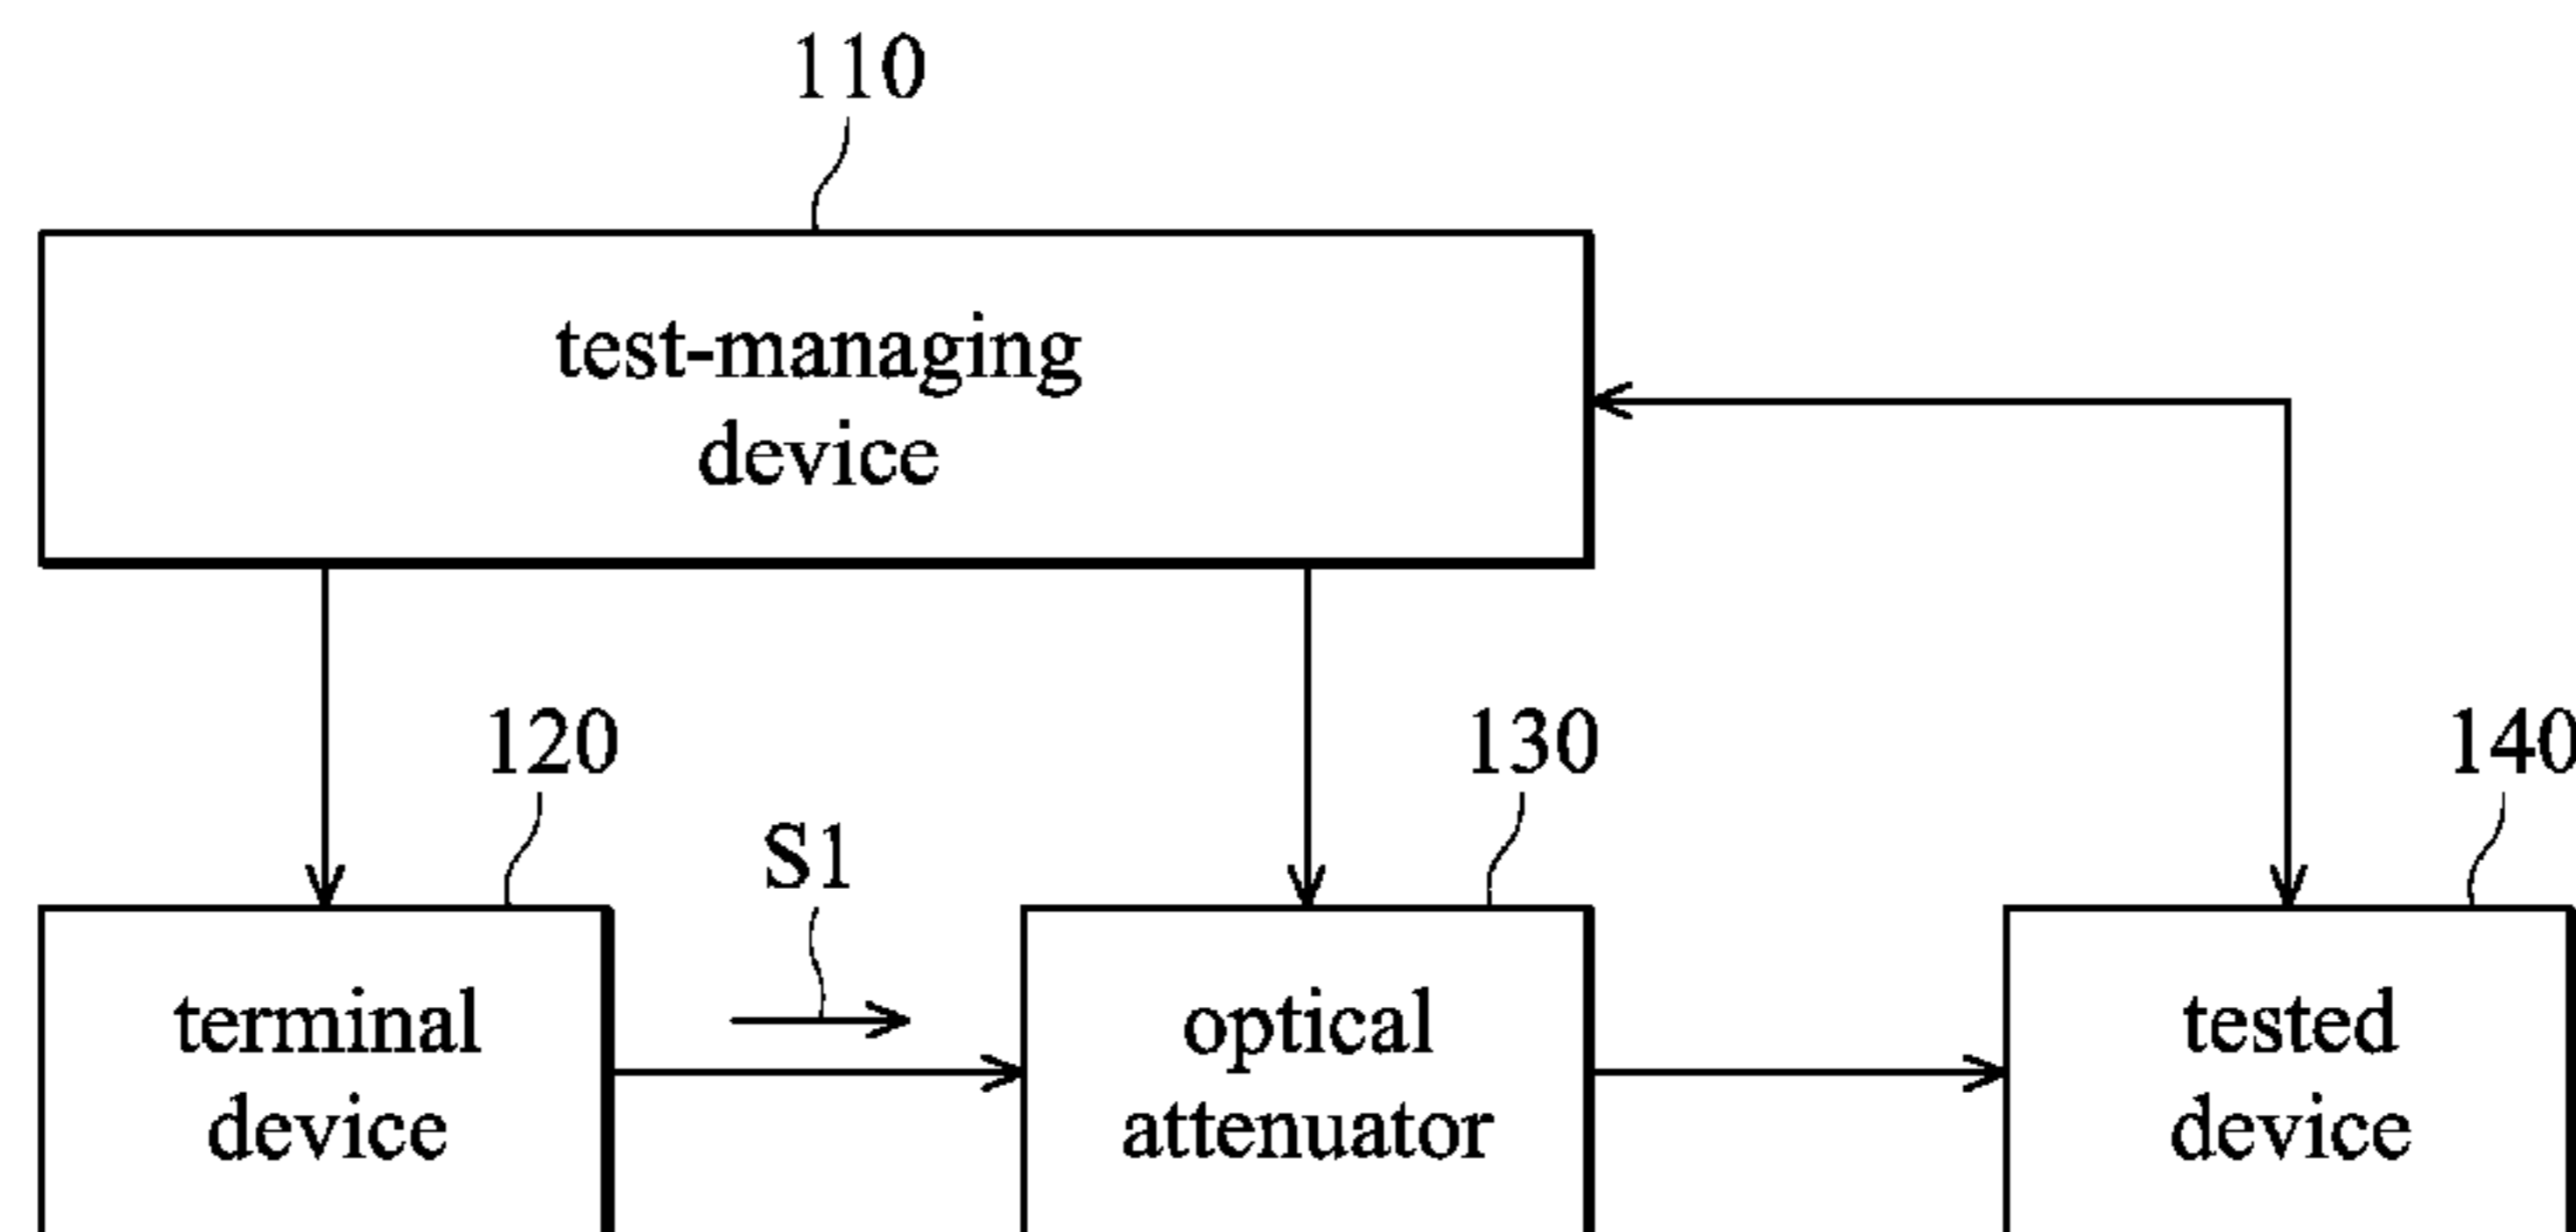 110
test-managing
device
120
130
140
S1
terminal
device
optical
attenuator
tested
device